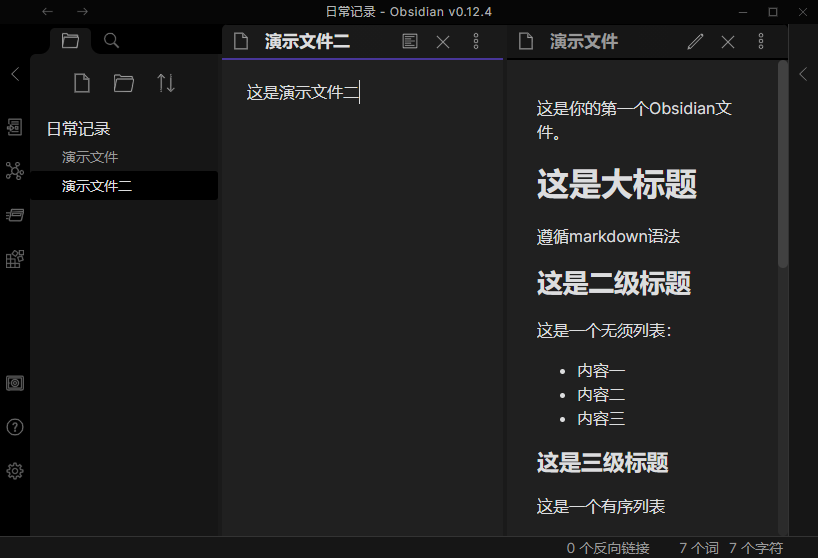 日常记录 - Obsidian v0.12.4
日常记录
演示文件
演示文件二
演示文件二
这是演示文件二
演示文件
这是你的第一个Obsidian文
件。
这是大标题
遵循markdown语法
这是二级标题
这是一个无须列表：
• 内容一
• 内容二
• 内容三
这是三级标题
这是一个有序列表
0 个反向链接 7 个词 7 个字符